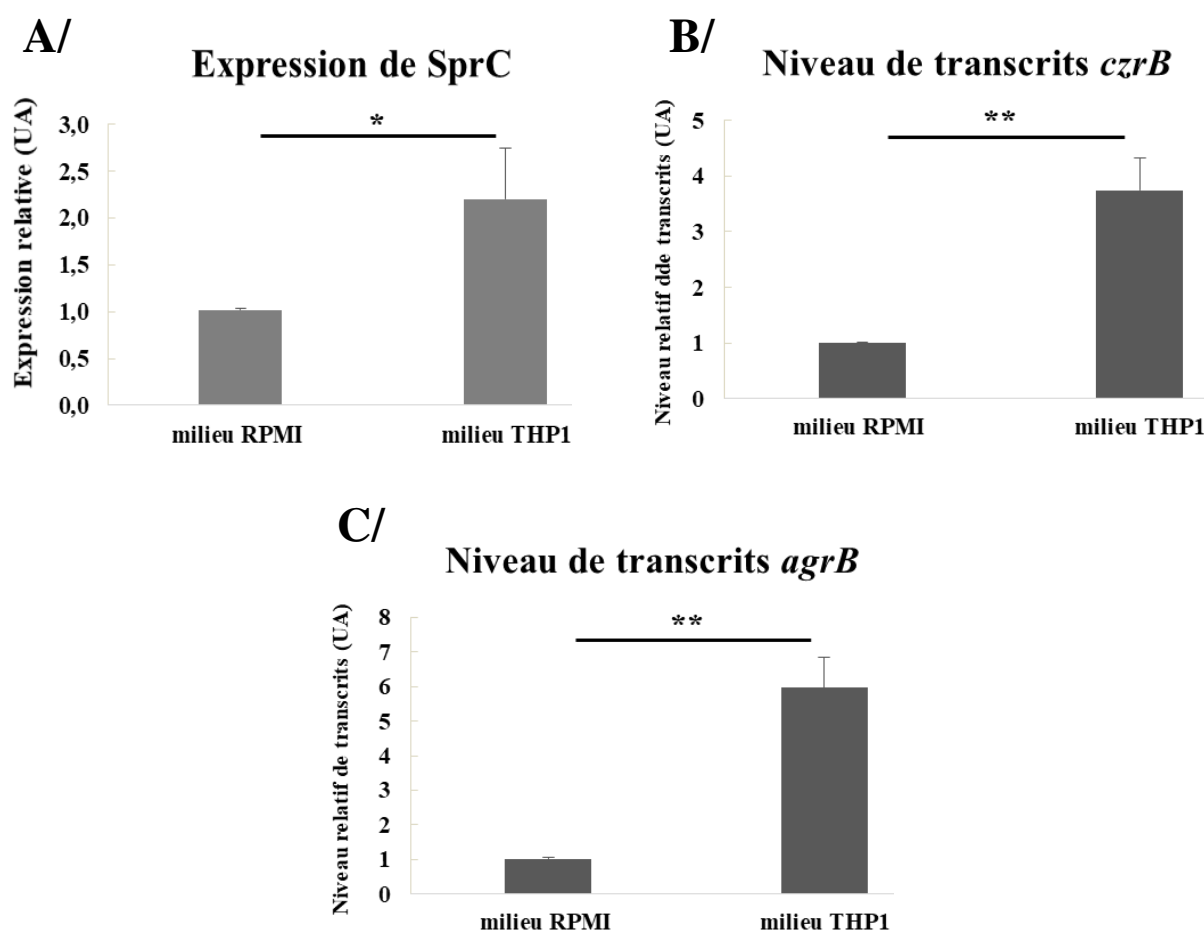 A/
Expression de SprC
Expression relative (UA)
3,0
2,5
2,0
1,5
1,0
0,5
0,0
*
milieu RPMI milieu THP1
B/
Niveau de transcrits czrB
Niveau relatif dde transcrits (UA)
5
4
3
2
1
0
**
milieu RPMI milieu THP1
C/
Niveau de transcrits agrB
Niveau relatif de transcrits (UA)
8
7
6
5
4
3
2
1
0
**
milieu RPMI milieu THP1